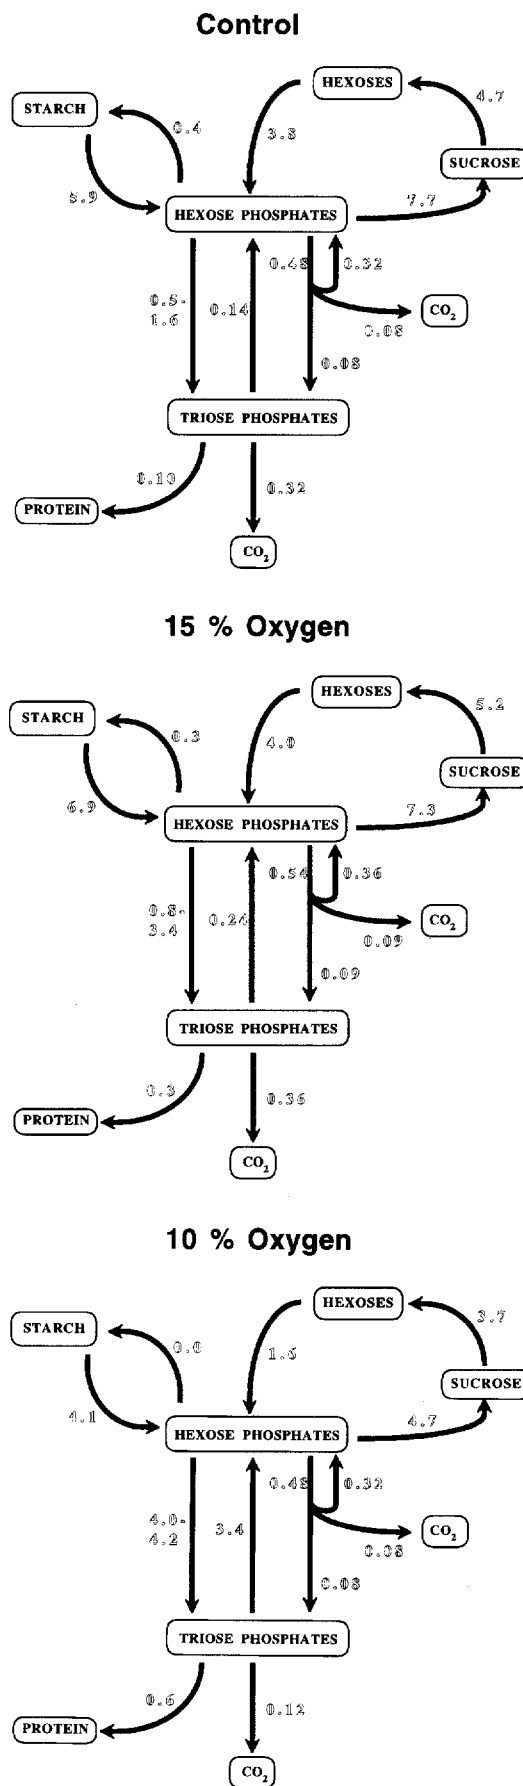 Control
HEXOSES
4.7
STARCH
0.4
3.8
SUCROSE
5.9
HEXOSE PHOSPHATES
7.7
0.48
0.32
0.5-
1.6
0.14
CO2
0.08
0.08
TRIOSE PHOSPHATES
0.10
0.32
PROTEIN
CO2
15 % Oxygen
HEXOSES
5.2
STARCH
0.3
4.0
SUCROSE
6.9
HEXOSE PHOSPHATES
7.3
0.54
0.36
0.8-
3.4
0.24
CO2
0.09
0.09
TRIOSE PHOSPHATES
0.3
0.36
PROTEIN
CO2
10 % Oxygen
HEXOSES
3.7
STARCH
0.0
1.6
SUCROSE
4.1
HEXOSE PHOSPHATES
4.7
0.48
0.32
4.0-
4.2
3.4
CO2
0.08
0.08
TRIOSE PHOSPHATES
0.6
0.12
PROTEIN
CO2